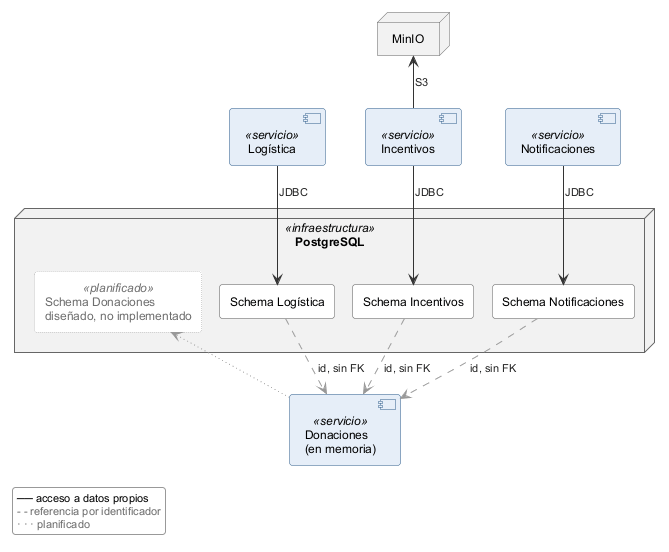 MinIO
S3
«servicio»
Logística
«servicio»
Incentivos
«servicio»
Notificaciones
JDBC
JDBC
JDBC
«infraestructura»
PostgreSQL
«planificado»
Schema Donaciones
diseñado, no implementado
Schema Logística
Schema Incentivos
Schema Notificaciones
id, sin FK
id, sin FK
id, sin FK
«servicio»
Donaciones
(en memoria)
acceso a datos propios
referencia por identificador
planificado